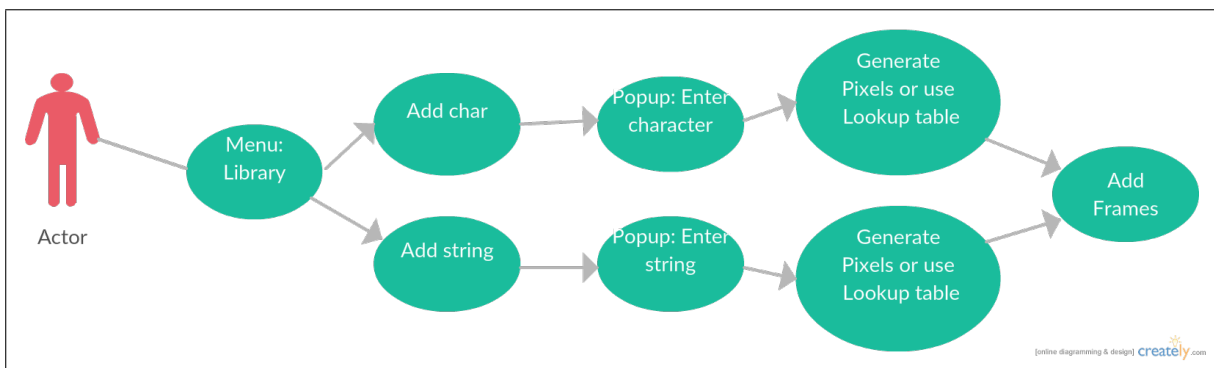 Actor
Menu:
Library
Add char
Popup: Enter
character
Generate
Pixels or use
Lookup table
Add string
Popup: Enter
string
Generate
Pixels or use
Lookup table
Add
Frames
[online diagramming & design] creately.com